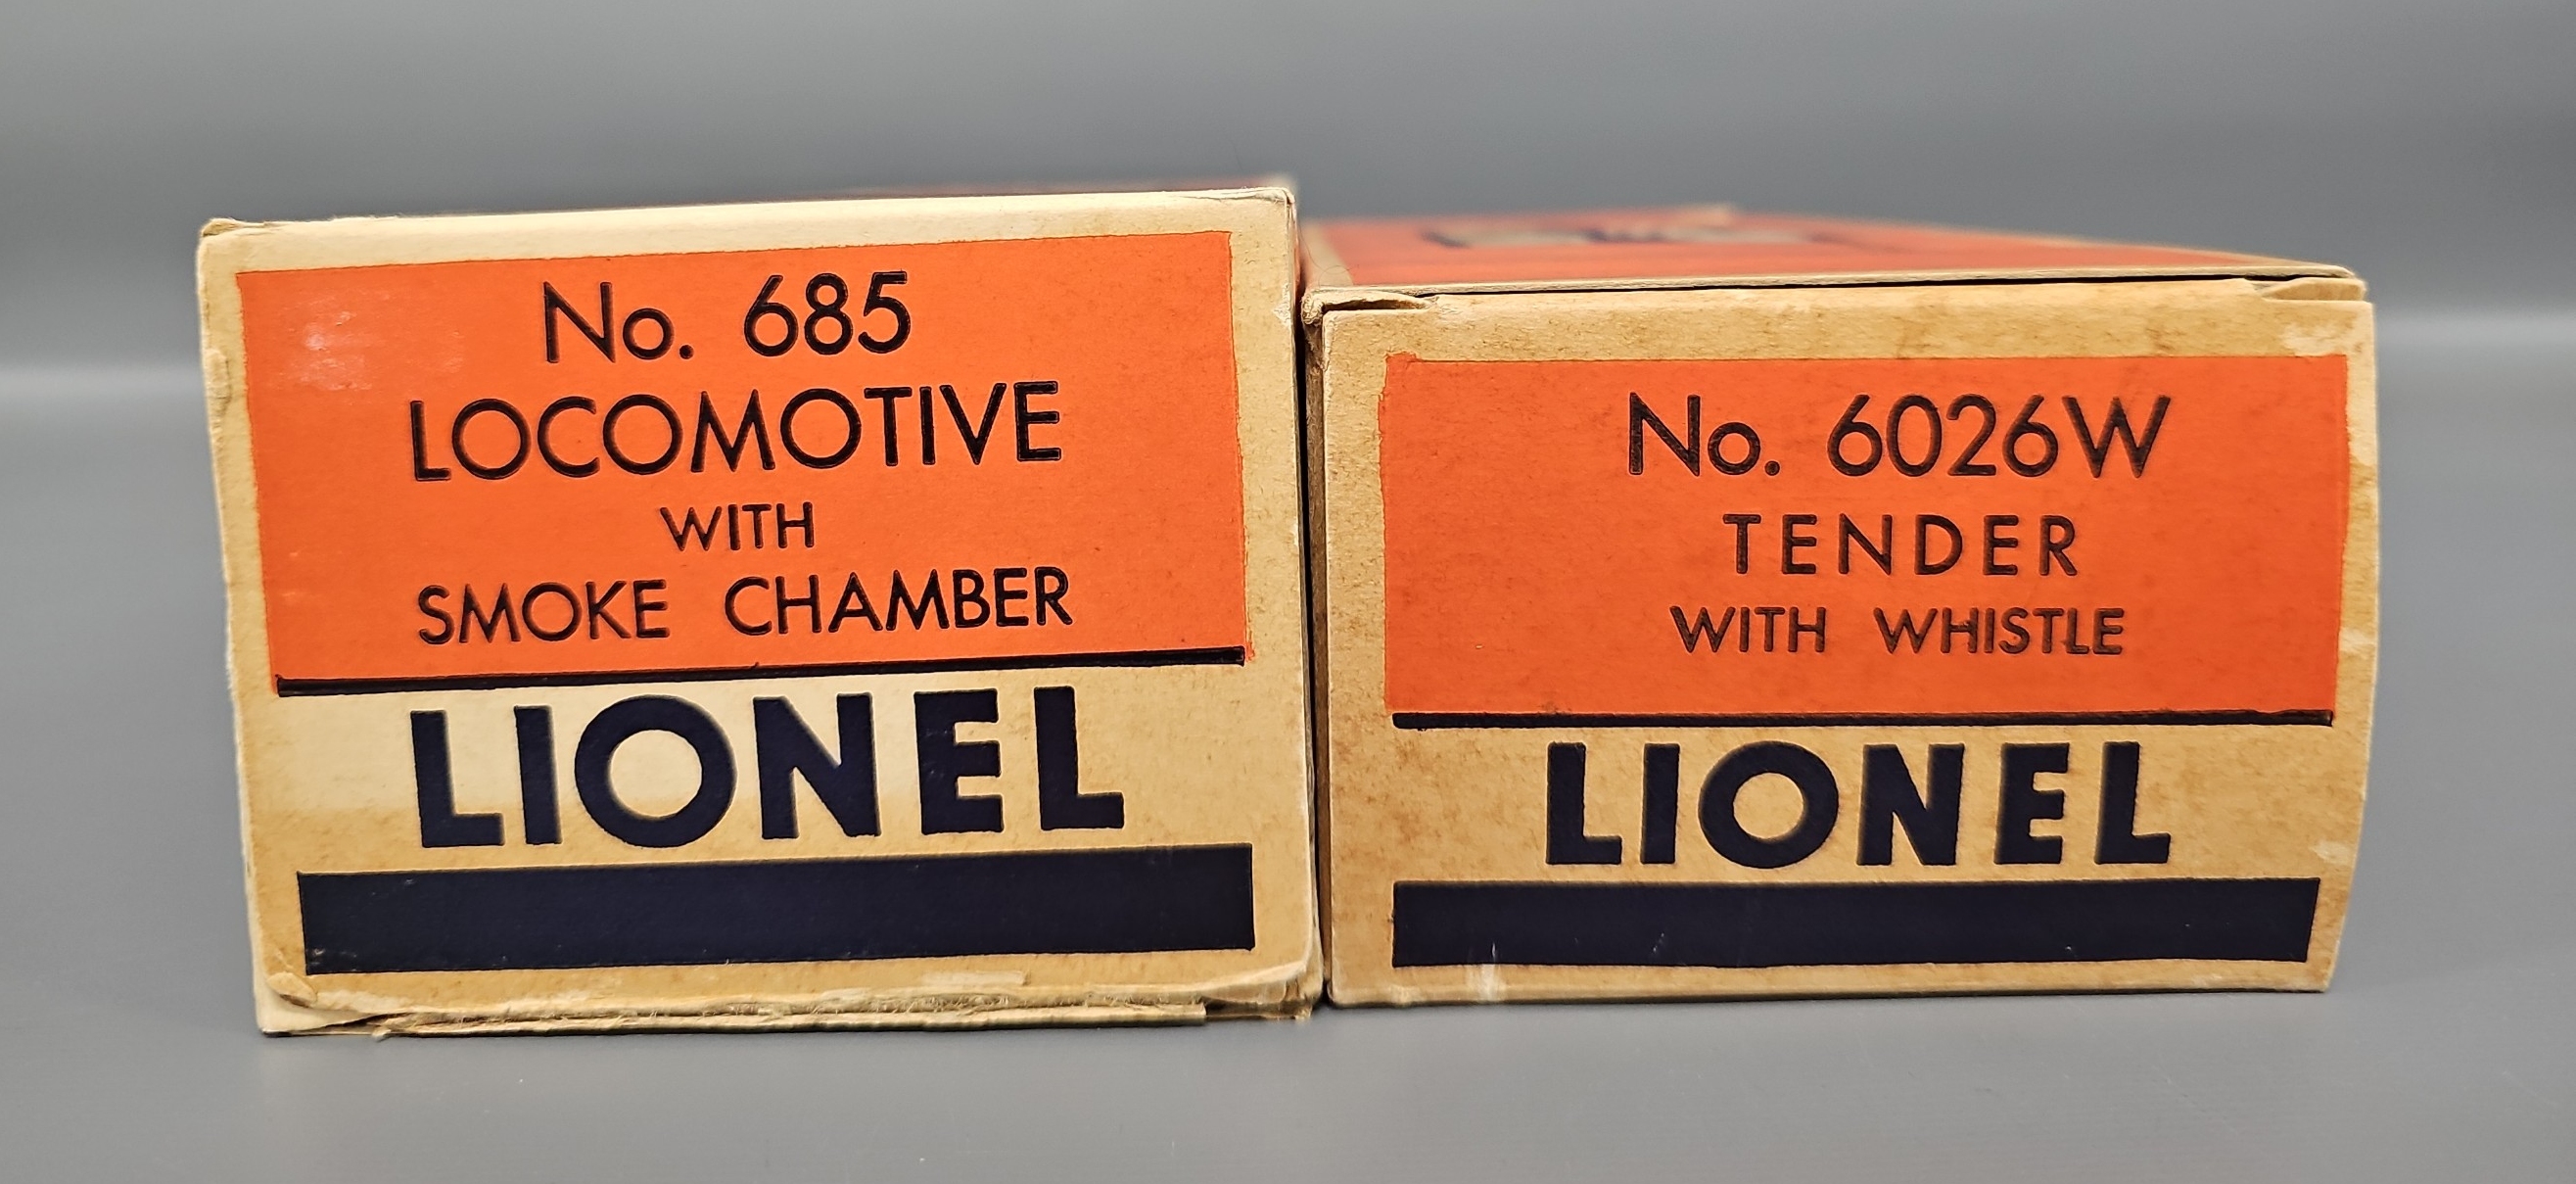 No. 685
LOCOMOTIVE
WITH
SMOKE CHAMBER
LIONEL
No. 6026W
TENDER
WITH WHISTLE
LIONEL